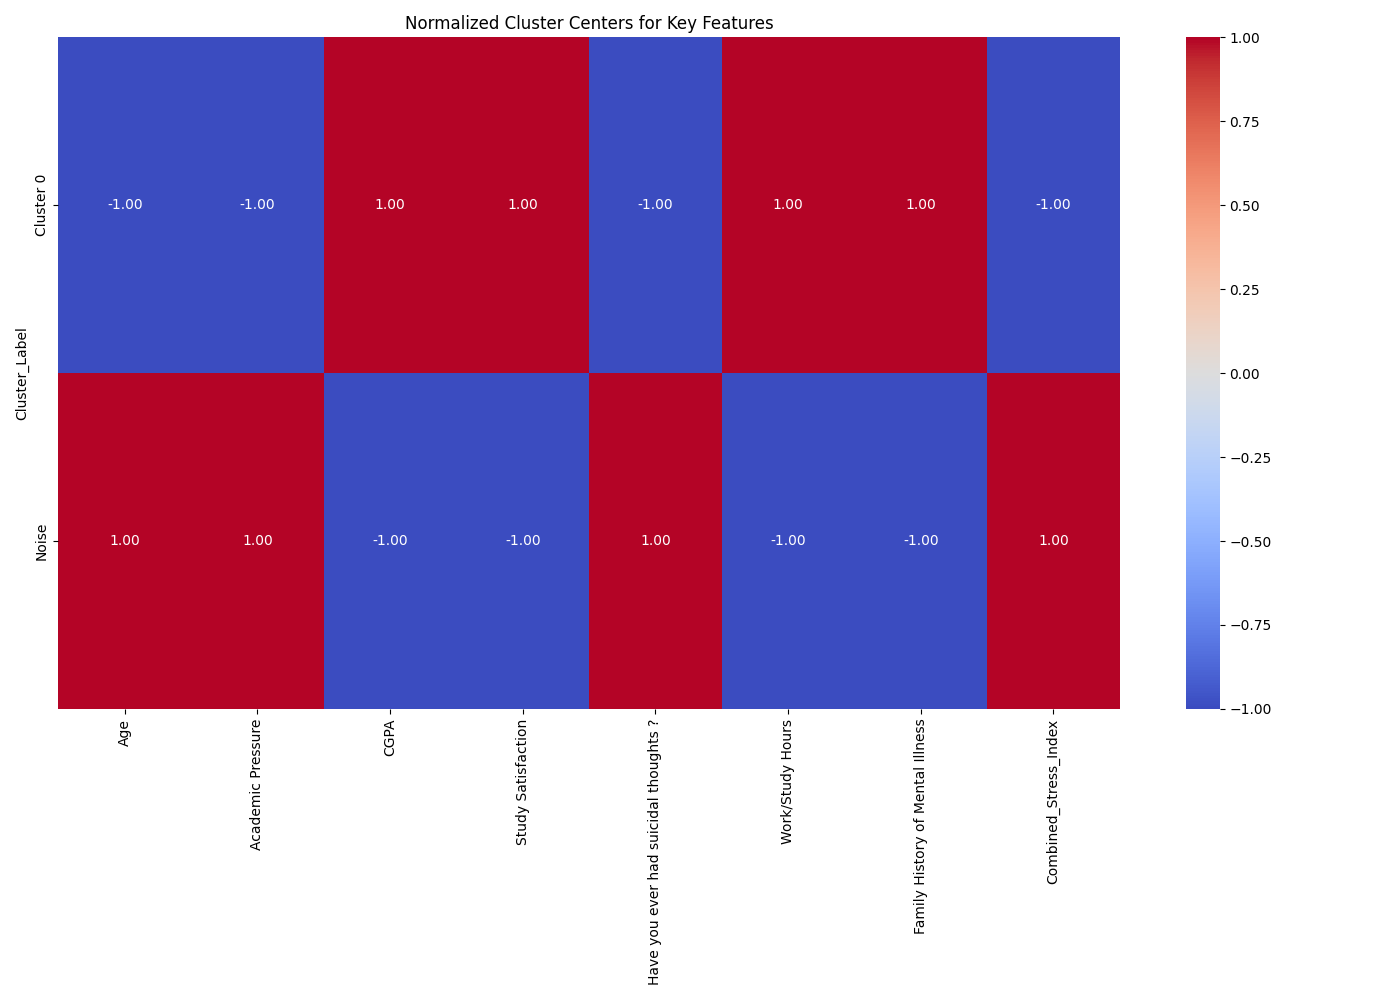 Normalized Cluster Centers for Key Features
Cluster_Label
Cluster 0
-1.00 -1.00 1.00 1.00 -1.00 1.00 1.00 -1.00
Noise
1.00 1.00 -1.00 -1.00 1.00 -1.00 -1.00 1.00
Age
Academic Pressure
CGPA
Study Satisfaction
Have you ever had suicidal thoughts ?
Work/Study Hours
Family History of Mental Illness
Combined_Stress_Index
1.00
0.75
0.50
0.25
0.00
−0.25
−0.50
−0.75
−1.00